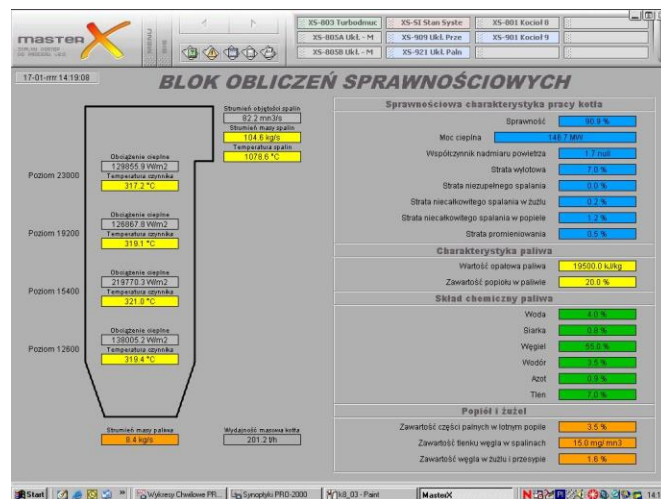 masterX
XS-003 Turbodmuc
XS-SI Stan Syste
XS-001 Kocioł 8
XS-005A Ukł. - M
XS-909 Ukł. Prze
XS-901 Kocioł 9
XS-005B Ukł. - M
XS-921 Ukł. Paln
17-01-rrrr 14:19:08
BLOK OBLICZEŃ SPRAWNOŚCIOWYCH
Strumień objętości spalin
82.2 mn3/s
Strumień masy spalin
104.6 kg/s
Temperatura spalin
1078.6 °C
Poziom 23000
Obciążenie cieplne
129855.9 W/m2
Temperatura czynnika
317.2 °C
Poziom 19200
Obciążenie cieplne
126867.8 W/m2
Temperatura czynnika
319.1 °C
Poziom 15400
Obciążenie cieplne
219770.3 W/m2
Temperatura czynnika
321.0 °C
Poziom 12600
Obciążenie cieplne
138005.2 W/m2
Temperatura czynnika
319.4 °C
Strumień masy paliwa
8.4 kg/s
Wydajność masowa kotła
201.2 t/h
Sprawnościowa charakterystyka pracy kotła
Sprawność 90.9 %
Moc cieplna 148.7 MW
Współczynnik nadmiaru powietrza 1.7 null
Strata wylotowa 7.0 %
Strata niezupełnego spalania 0.0 %
Strata niecałkowitego spalania w żużlu 0.2 %
Strata niecałkowitego spalania w popiele 1.2 %
Strata promieniowania 0.5 %
Charakterystyka paliwa
Wartość opałowa paliwa 19500.0 kJ/kg
Zawartość popiołu w paliwie 20.0 %
Skład chemiczny paliwa
Woda 4.0 %
Siarka 0.8 %
Węgiel 55.0 %
Wodór 3.5 %
Azot 0.9 %
Tlen 7.0 %
Popiół i żużel
Zawartość części palnych w lotnym popile 3.5 %
Zawartość tlenku węgla w spalinach 15.0 mg/mn3
Zawartość węgla w żużlu i przesypie 1.6 %
Start
Wykresy Chwilowe PR...
Synoptyki PRO-2000
k8_03 - Paint
MasterX